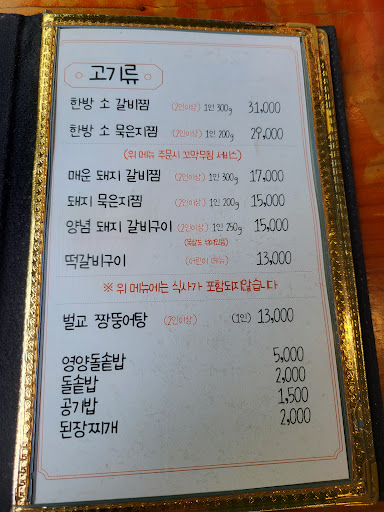 고기류
한방 소 갈비찜 (2인이상) 1인 300g 31,000
한방 소 묵은지찜 (2인이상) 1인 200g 29,000
(위 메뉴 주문시 꼬막무침 서비스)
매운 돼지 갈비찜 (2인이상) 1인 300g 17,000
돼지 묵은지찜 (2인이상) 1인 200g 15,000
양념 돼지 갈비구이 (2인이상) 1인 250g 15,000
떡갈비구이 (어린이 메뉴) 13,000
※ 위 메뉴에는 식사가 포함되지않습니다
벌교 짱뚱어탕 (2인이상) (1인) 13,000
영양돌솥밥 5,000
돌솥밥 2,000
공기밥 1,500
된장찌개 2,000